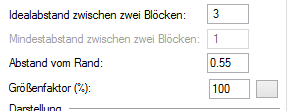 Idealabstand zwischen zwei Blöcken: 3
Mindestabstand zwischen zwei Blöcken: 1
Abstand vom Rand: 0.55
Größenfaktor (%): 100
Darstellung